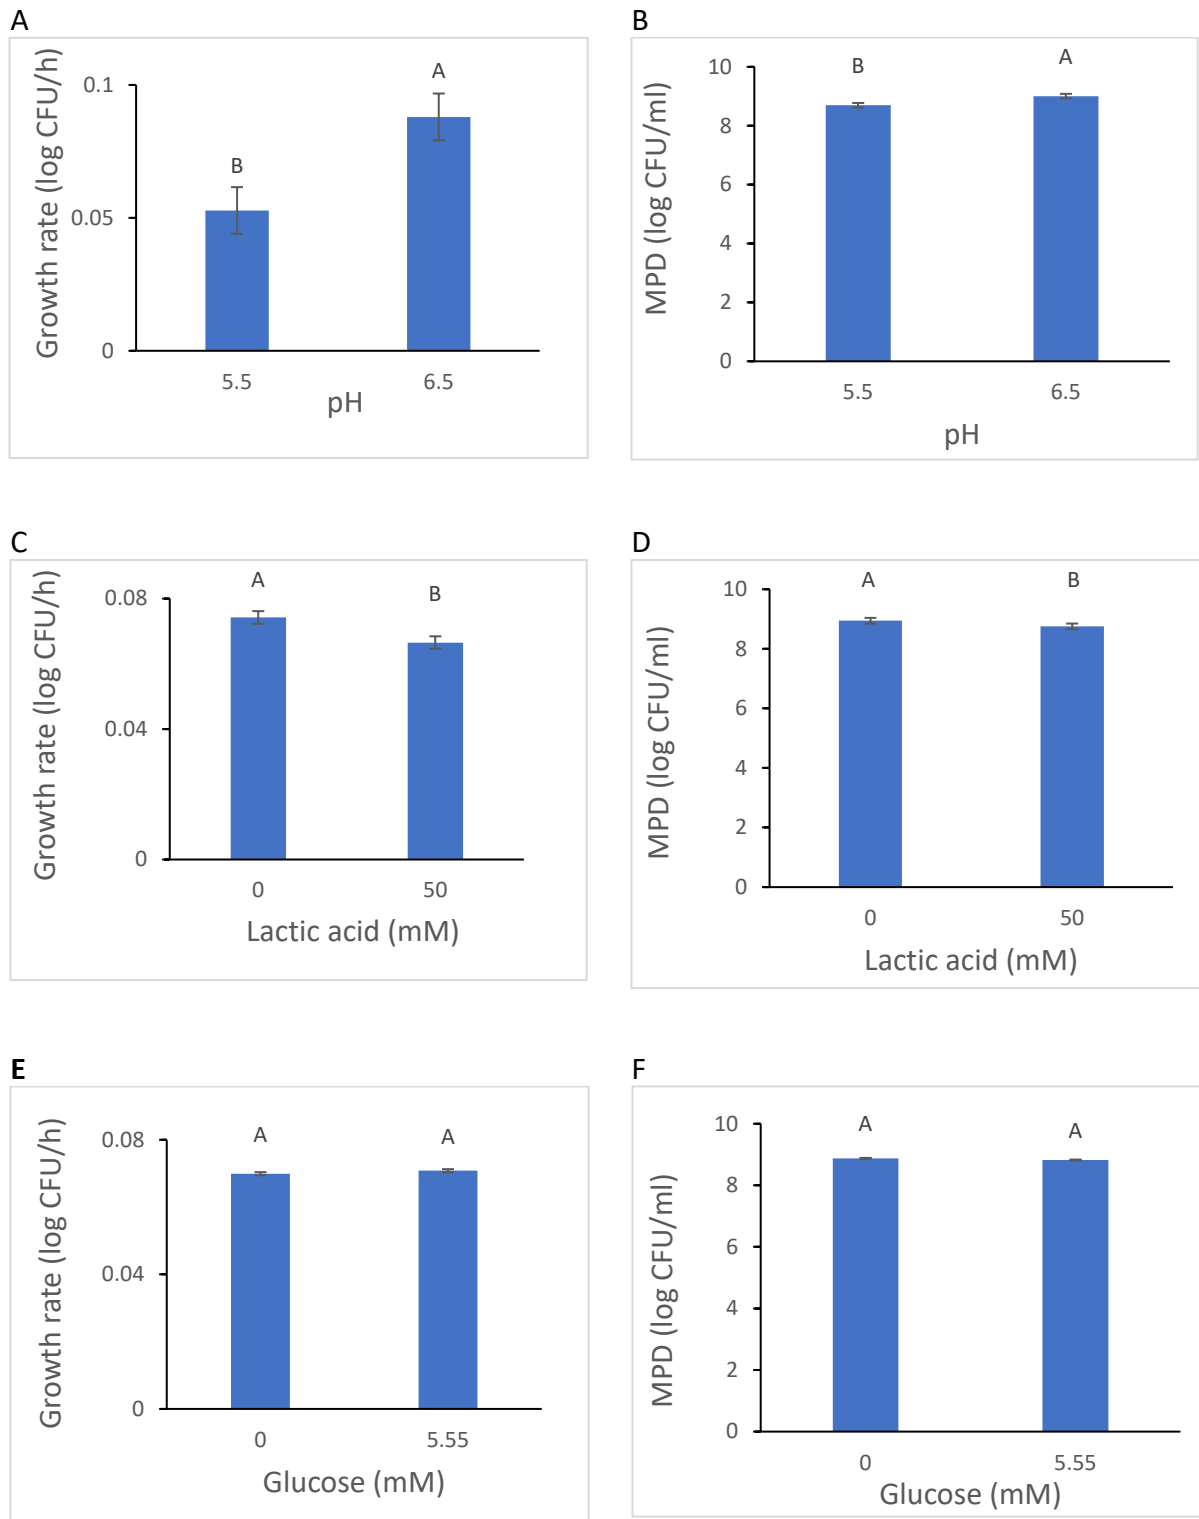 A
Growth rate (log CFU/h)
0.1
0.05
0
B
A
5.5
6.5
pH
B
MPD (log CFU/ml)
10
8
6
4
2
0
B
A
5.5
6.5
pH
C
Growth rate (log CFU/h)
0.08
0.04
0
A
B
0
50
Lactic acid (mM)
D
MPD (log CFU/ml)
10
8
6
4
2
0
A
B
0
50
Lactic acid (mM)
E
Growth rate (log CFU/h)
0.08
0.04
0
A
A
0
5.55
Glucose (mM)
F
MPD (log CFU/ml)
10
8
6
4
2
0
A
A
0
5.55
Glucose (mM)